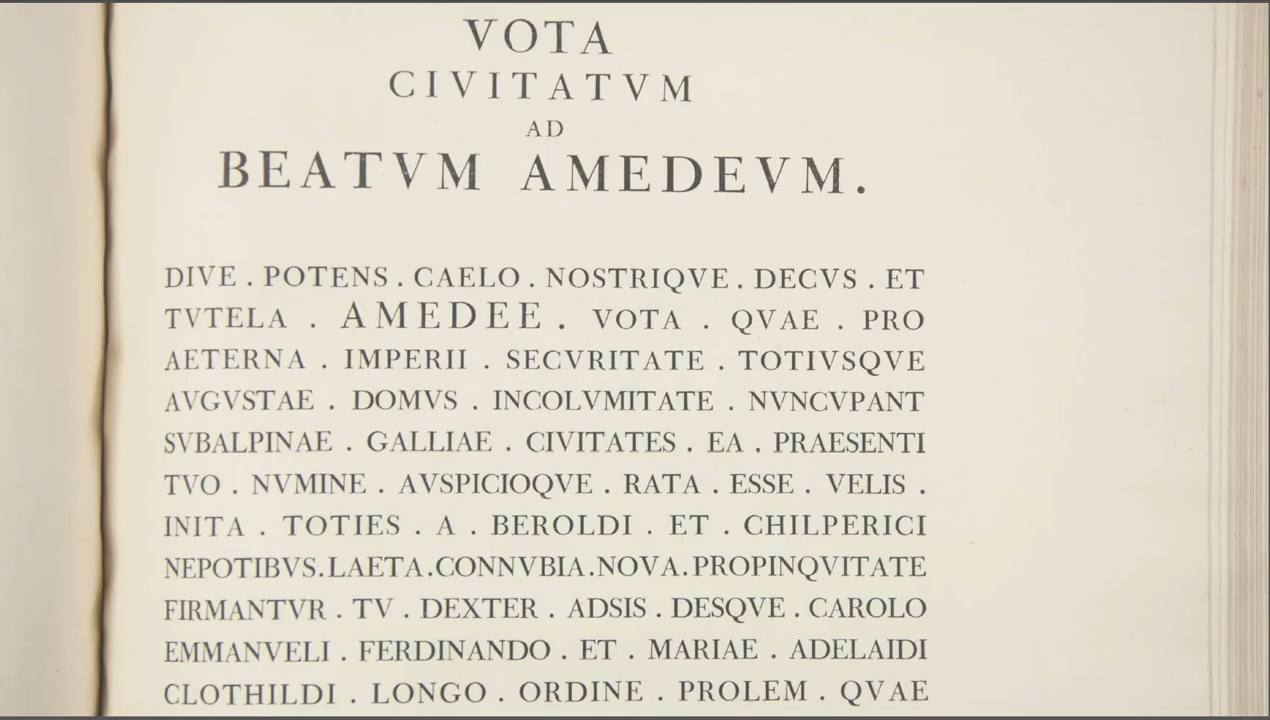 VOTA
CIVITATVM
AD
BEATVM AMEDEVM.
DIVE . POTENS . CAELO . NOSTRIQVE . DECVS . ET
TVTELA . AMEDEE . VOTA . QVAE . PRO
AETERNA . IMPERII . SECVRITATE . TOTIVSQVE
AVGVSTAE . DOMVS . INCOLVMITATE . NVNCVPANT
SVBALPINAE . GALLIAE . CIVITATES . EA . PRAESENTI
TVO . NVMINE . AVSPICIOQVE . RATA . ESSE . VELIS .
INITA . TOTIES . A . BEROLDI . ET . CHILPERICI
NEPOTIBVS.LAETA.CONNVBIA.NOVA.PROPINQVITATE
FIRMANTVR . TV . DEXTER . ADSIS . DESQVE . CAROLO
EMMANVELI . FERDINANDO . ET . MARIAE . ADELAIDI
CLOTHILDI . LONGO . ORDINE . PROLEM . QVAE